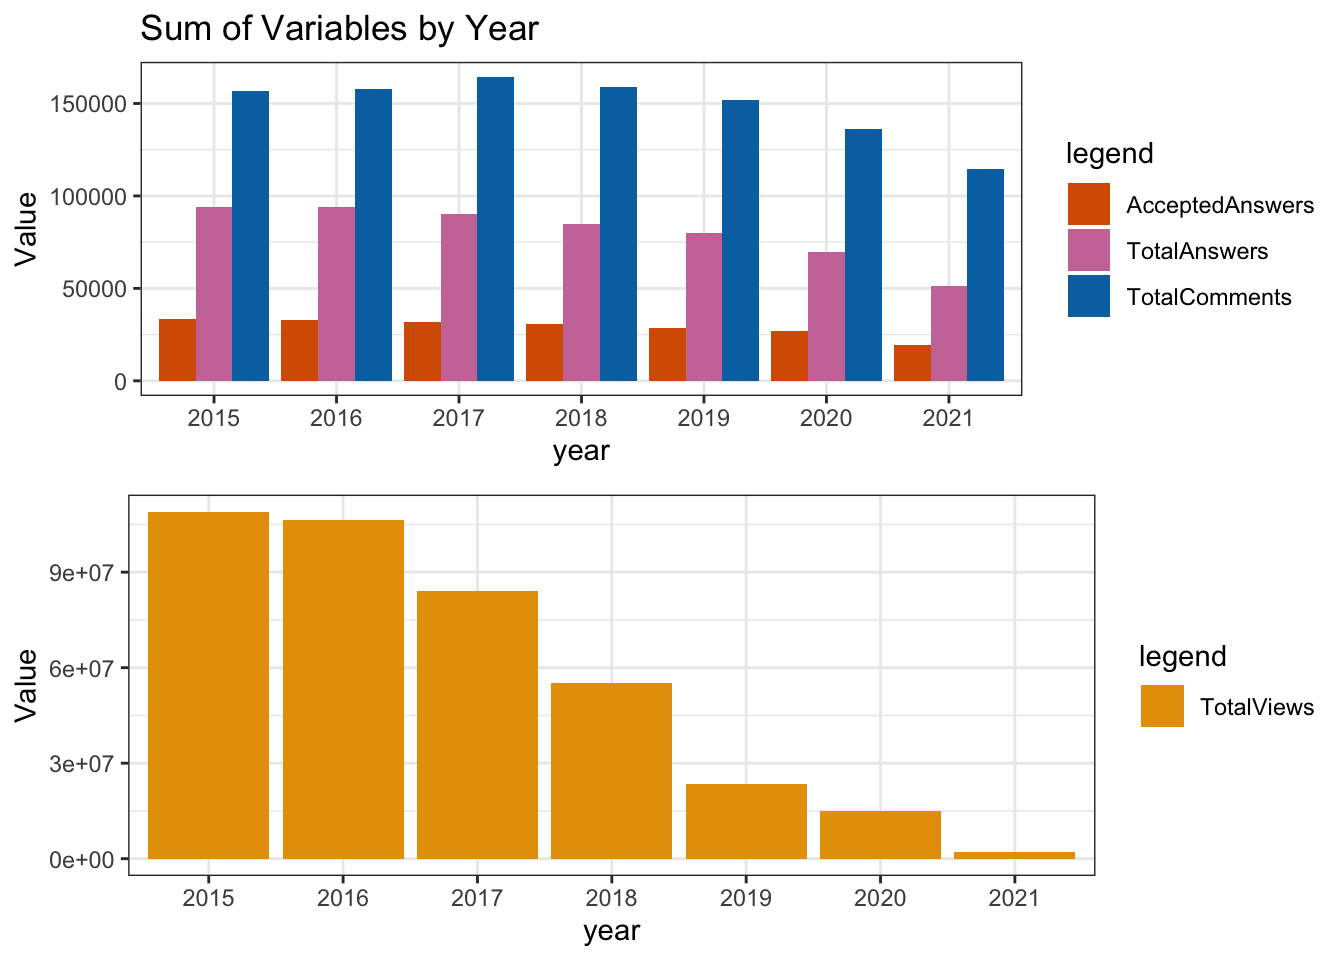 Sum of Variables by Year
Value
150000
100000
50000
0
2015 2016 2017 2018 2019 2020 2021
year
legend
AcceptedAnswers
TotalAnswers
TotalComments
Value
9e+07
6e+07
3e+07
0e+00
2015 2016 2017 2018 2019 2020 2021
year
legend
TotalViews